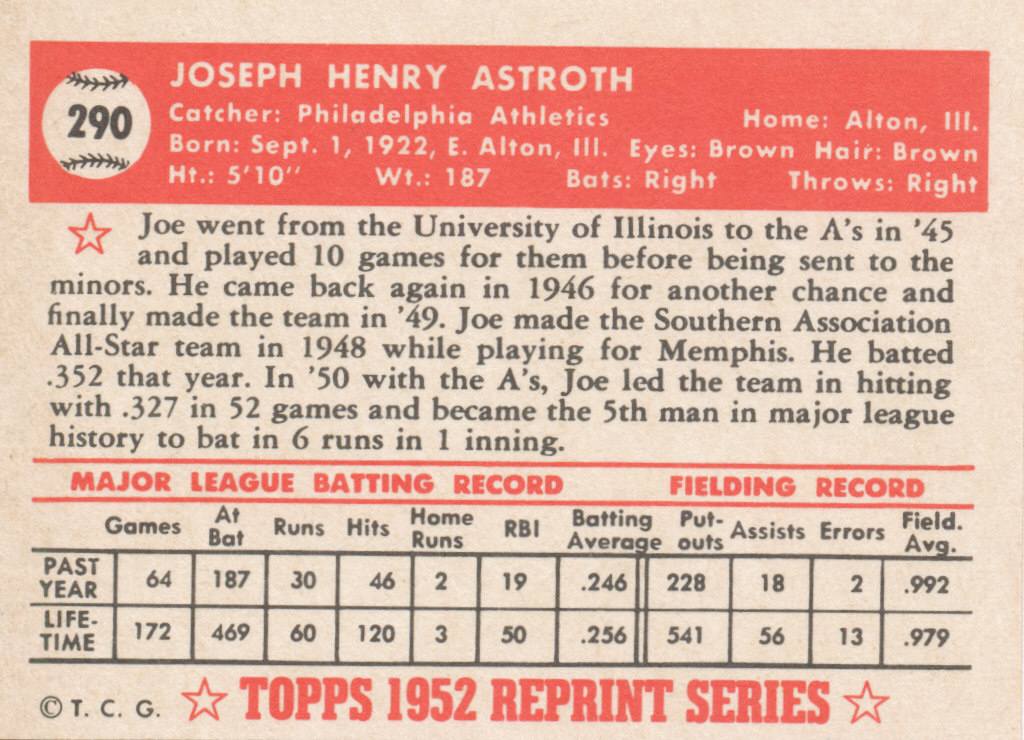 290
JOSEPH HENRY ASTROTH
Catcher: Philadelphia Athletics Home: Alton, Ill.
Born: Sept. 1, 1922, E. Alton, Ill. Eyes: Brown Hair: Brown
Ht.: 5'10" Wt.: 187 Bats: Right Throws: Right
Joe went from the University of Illinois to the A's in '45
and played 10 games for them before being sent to the
minors. He came back again in 1946 for another chance and
finally made the team in '49. Joe made the Southern Association
All-Star team in 1948 while playing for Memphis. He batted
.352 that year. In '50 with the A's, Joe led the team in hitting
with .327 in 52 games and became the 5th man in major league
history to bat in 6 runs in 1 inning.
MAJOR LEAGUE BATTING RECORD FIELDING RECORD
Games At Bat Runs Hits Home Runs RBI Batting Average Put-outs Assists Errors Field. Avg.
PAST YEAR 64 187 30 46 2 19 .246 228 18 2 .992
LIFE-TIME 172 469 60 120 3 50 .256 541 56 13 .979
© T. C. G. TOPPS 1952 REPRINT SERIES